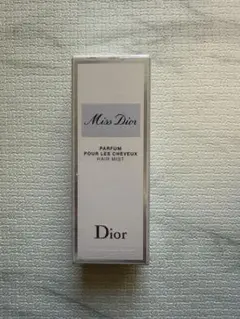 Miss Dior
PARFUM
POUR LES CHEVEUX
HAIR MIST
Dior